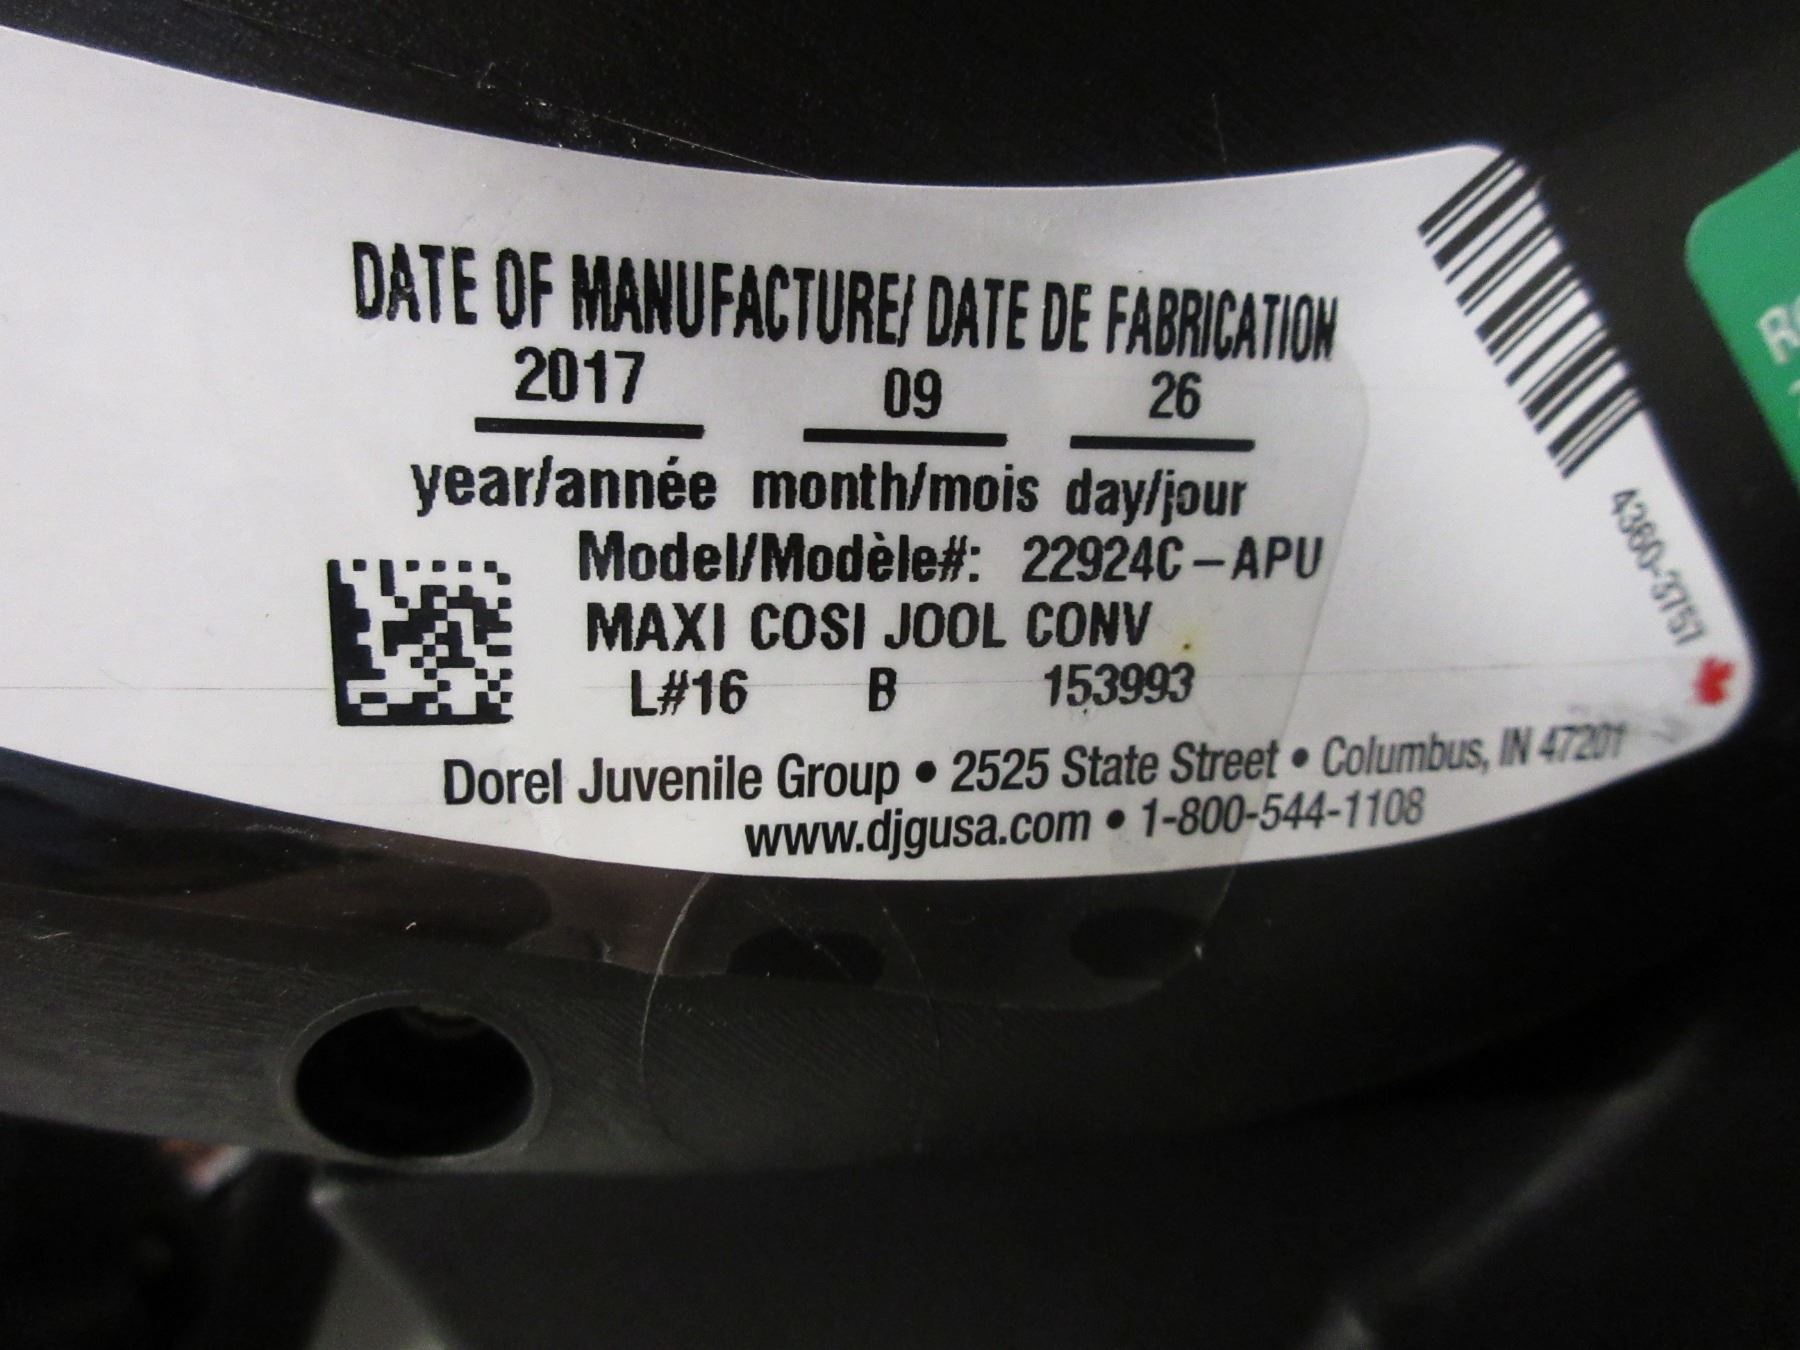 DATE OF MANUFACTURE/ DATE DE FABRICATION
2017 09 26
year/année month/mois day/jour
Model/Modèle#: 22924C-APU
MAXI COSI JOOL CONV
L#16 B 153993
Dorel Juvenile Group • 2525 State Street • Columbus, IN 47201
www.djgusa.com • 1-800-544-1108
4360-3757